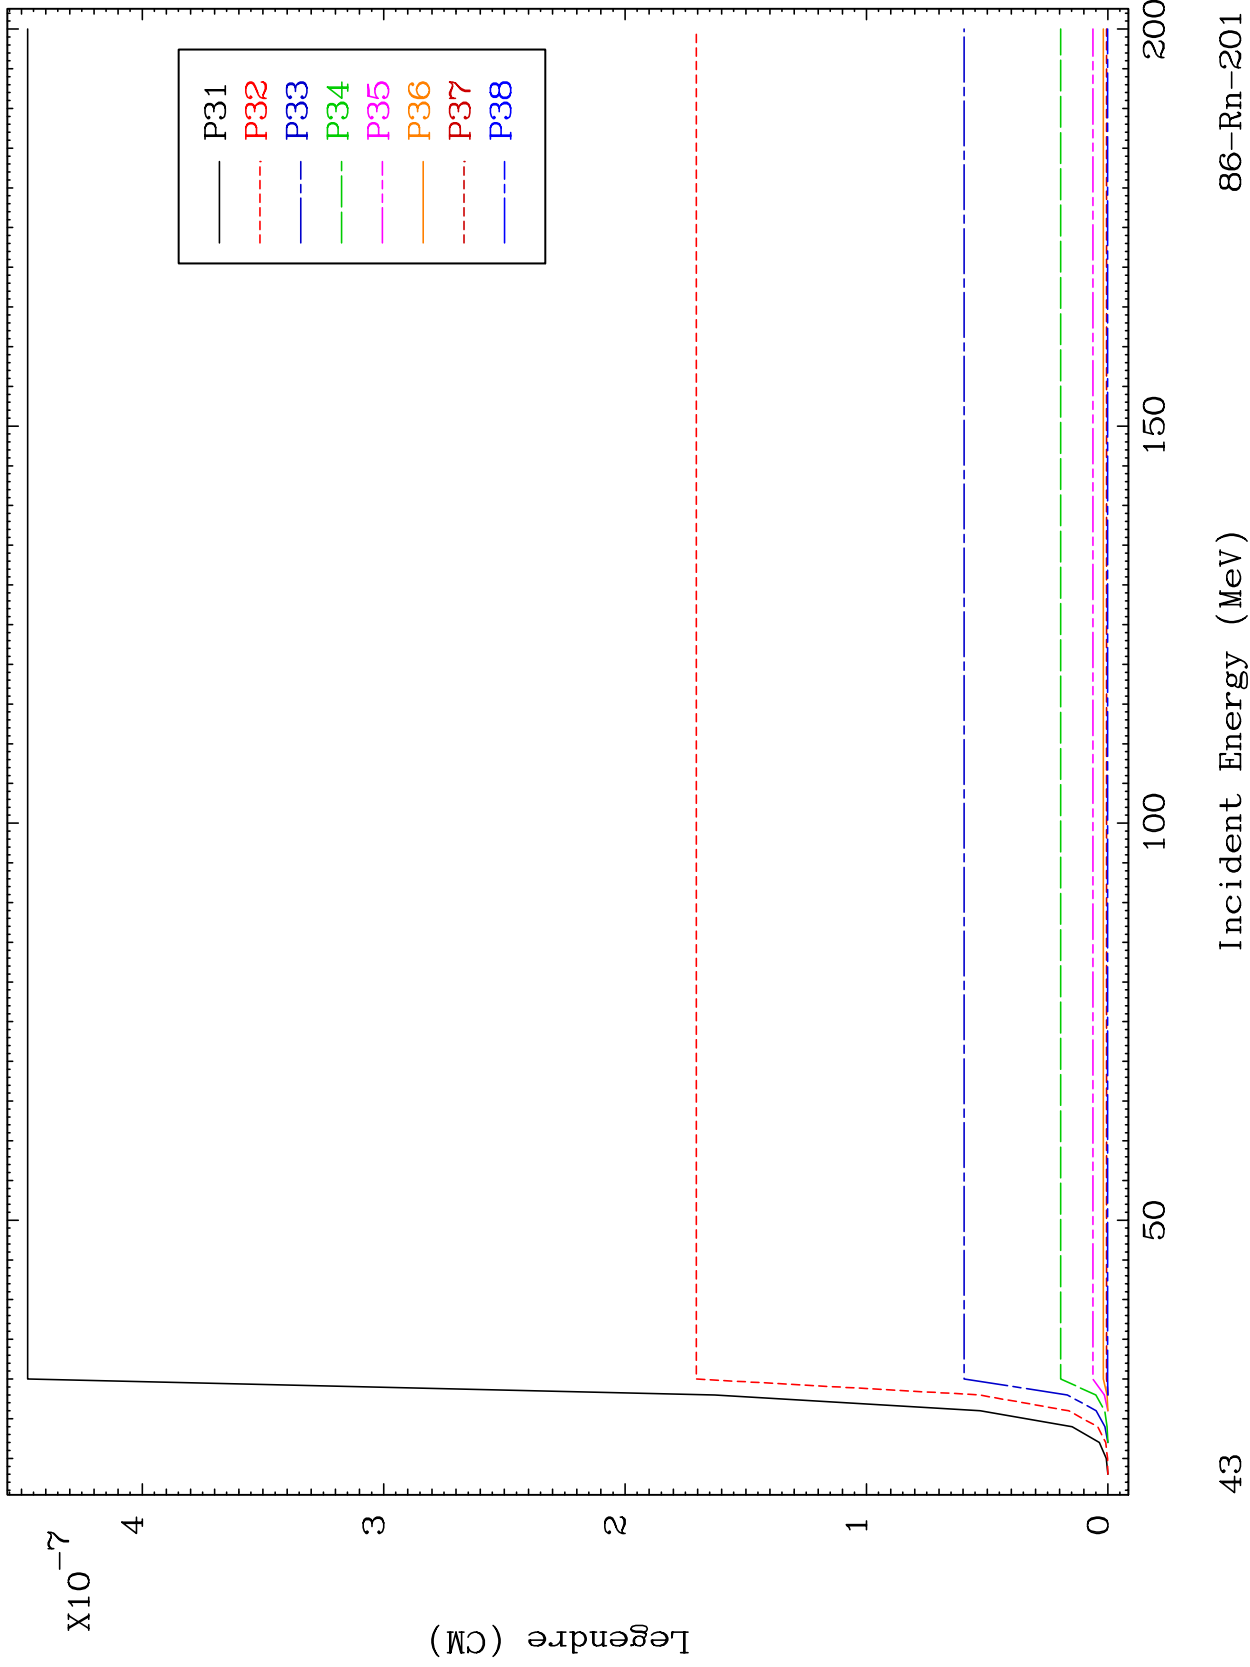 X10-7
4
3
2
1
0
Legendre (CM)
P31
P32
P33
P34
P35
P36
P37
P38
50
100
150
200
Incident Energy (MeV)
43
86-Rn-201